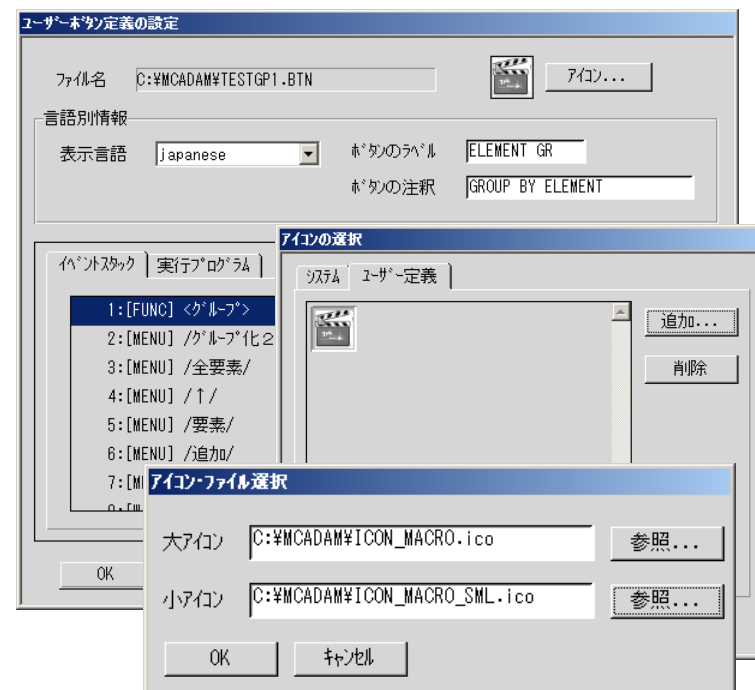 ユーザーボタン定義の設定
ファイル名 C:¥MCADAM¥TESTGP1.BTN アイコン...
言語別情報
表示言語 japanese ボタンのラベル ELEMENT GR
ボタンの注釈 GROUP BY ELEMENT
イベントスタック 実行プログラム
1:[FUNC] <グループ>
2:[MENU] /グループ化2
3:[MENU] /全要素/
4:[MENU] /↑/
5:[MENU] /要素/
6:[MENU] /追加/
7:[M
OK
アイコンの選択
システム ユーザー定義
追加...
削除
アイコン・ファイル選択
大アイコン C:¥MCADAM¥ICON_MACRO.ico 参照...
小アイコン C:¥MCADAM¥ICON_MACRO_SML.ico 参照...
OK キャンセル